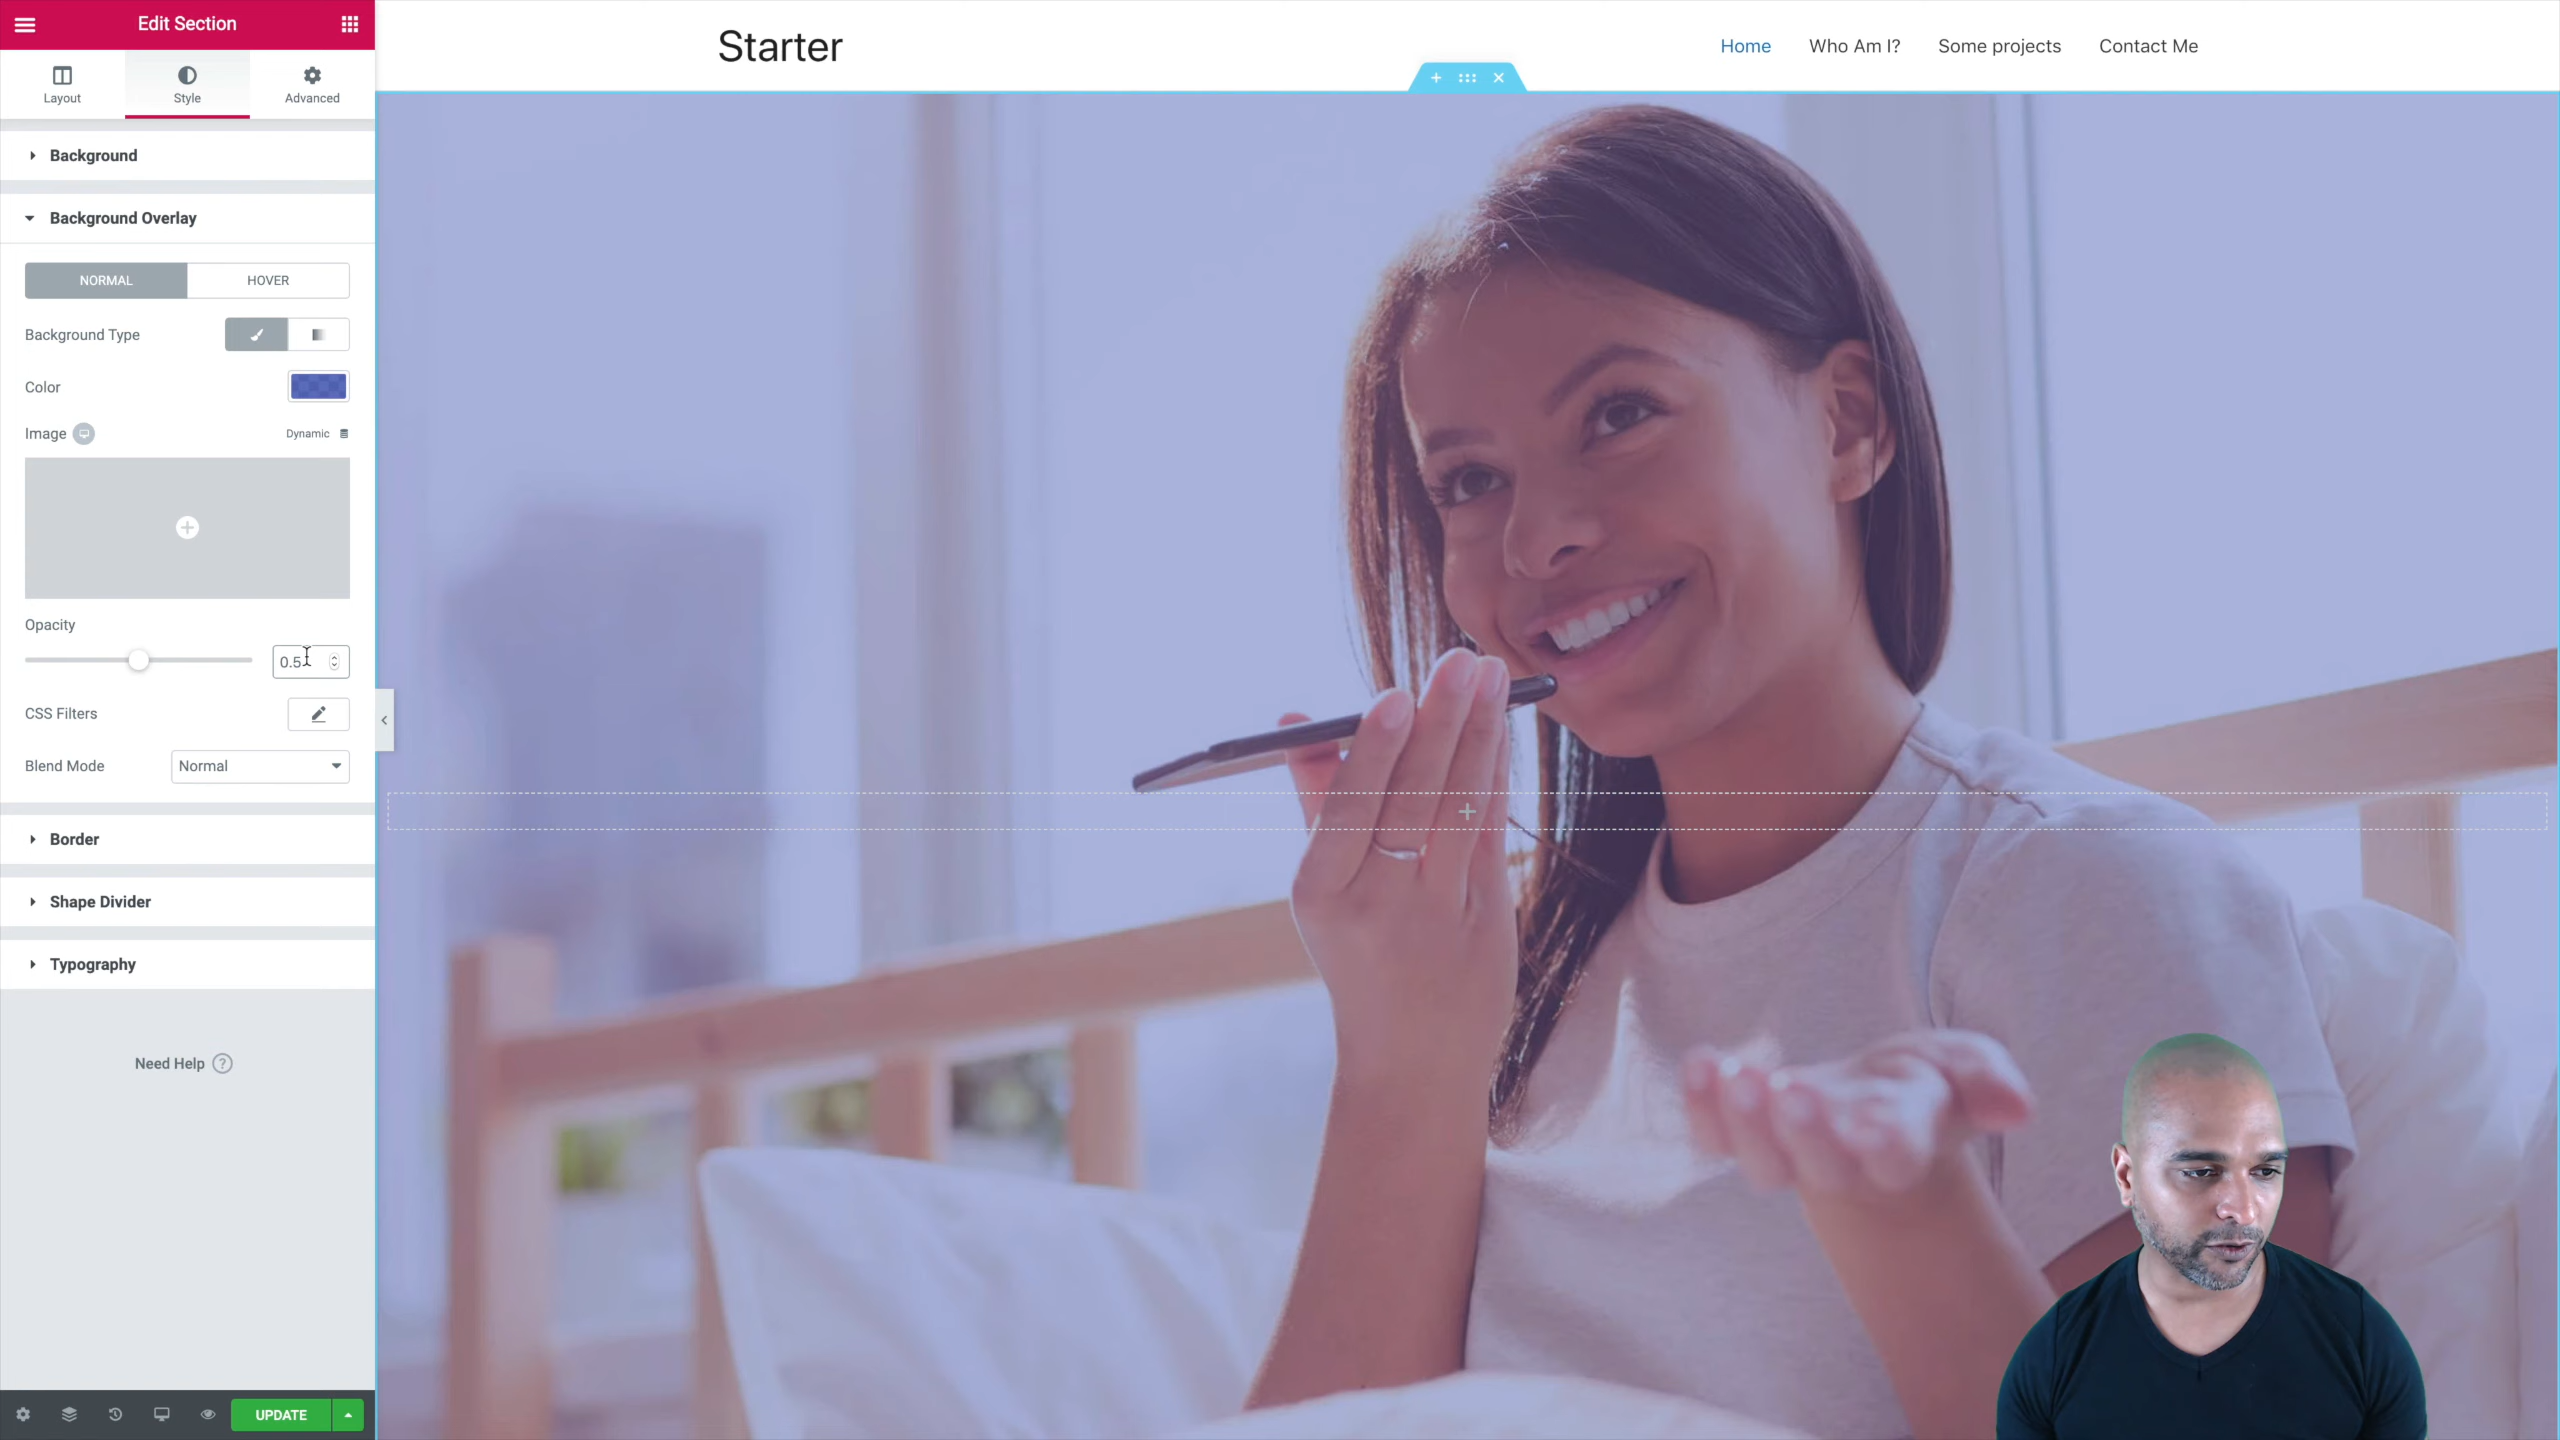 Edit Section
Layout
Style
Advanced
Background
Background Overlay
NORMAL
HOVER
Background Type
Color
Image
Dynamic
Opacity
0.5
CSS Filters
Blend Mode
Normal
Border
Shape Divider
Typography
Need Help ?
UPDATE
Starter
Home
Who Am I?
Some projects
Contact Me